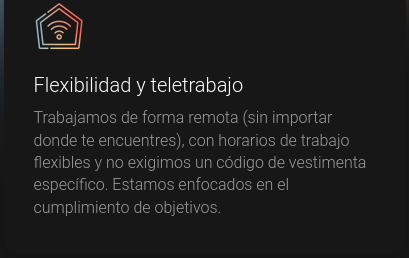 Flexibilidad y teletrabajo
Trabajamos de forma remota (sin importar
donde te encuentres), con horarios de trabajo
flexibles y no exigimos un código de vestimenta
específico. Estamos enfocados en el
cumplimiento de objetivos.